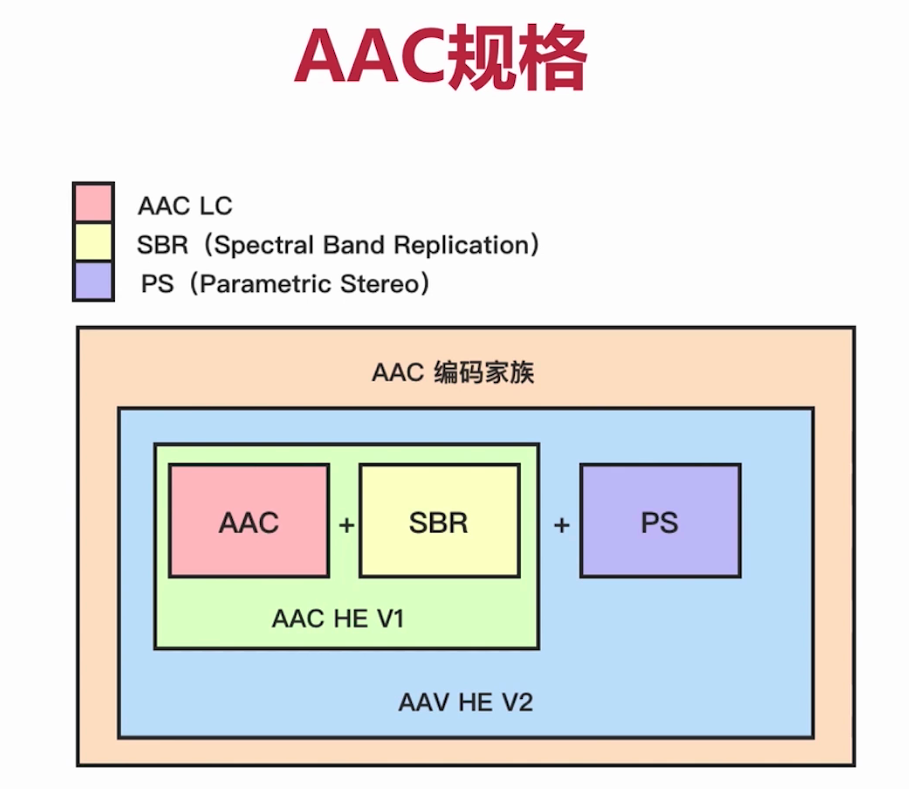 AAC规格
AAC LC
SBR（Spectral Band Replication）
PS（Parametric Stereo）
AAC 编码家族
AAC + SBR + PS
AAC HE V1
AAV HE V2